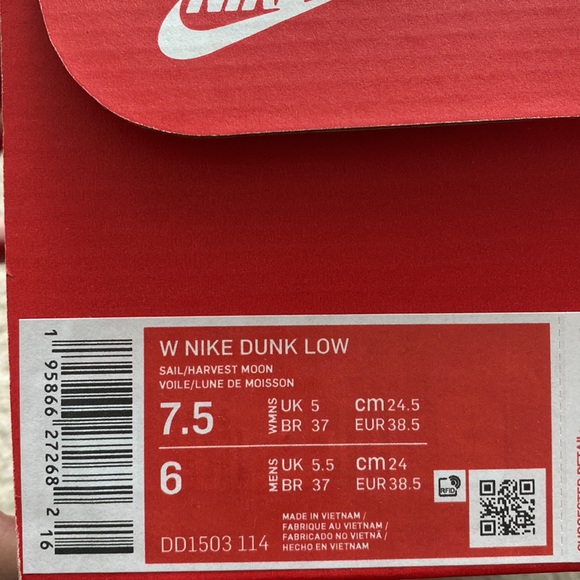 NIKE
W NIKE DUNK LOW
SAIL/HARVEST MOON
VOILE/LUNE DE MOISSON
7.5 WMNS UK 5 cm 24.5
BR 37 EUR 38.5
6 MENS UK 5.5 cm 24
BR 37 EUR 38.5
RFID
MADE IN VIETNAM /
FABRIQUE AU VIETNAM /
FABRICADO NO VIETNÃ /
HECHO EN VIETNAM
DD1503 114
1 95866 27268 2 16